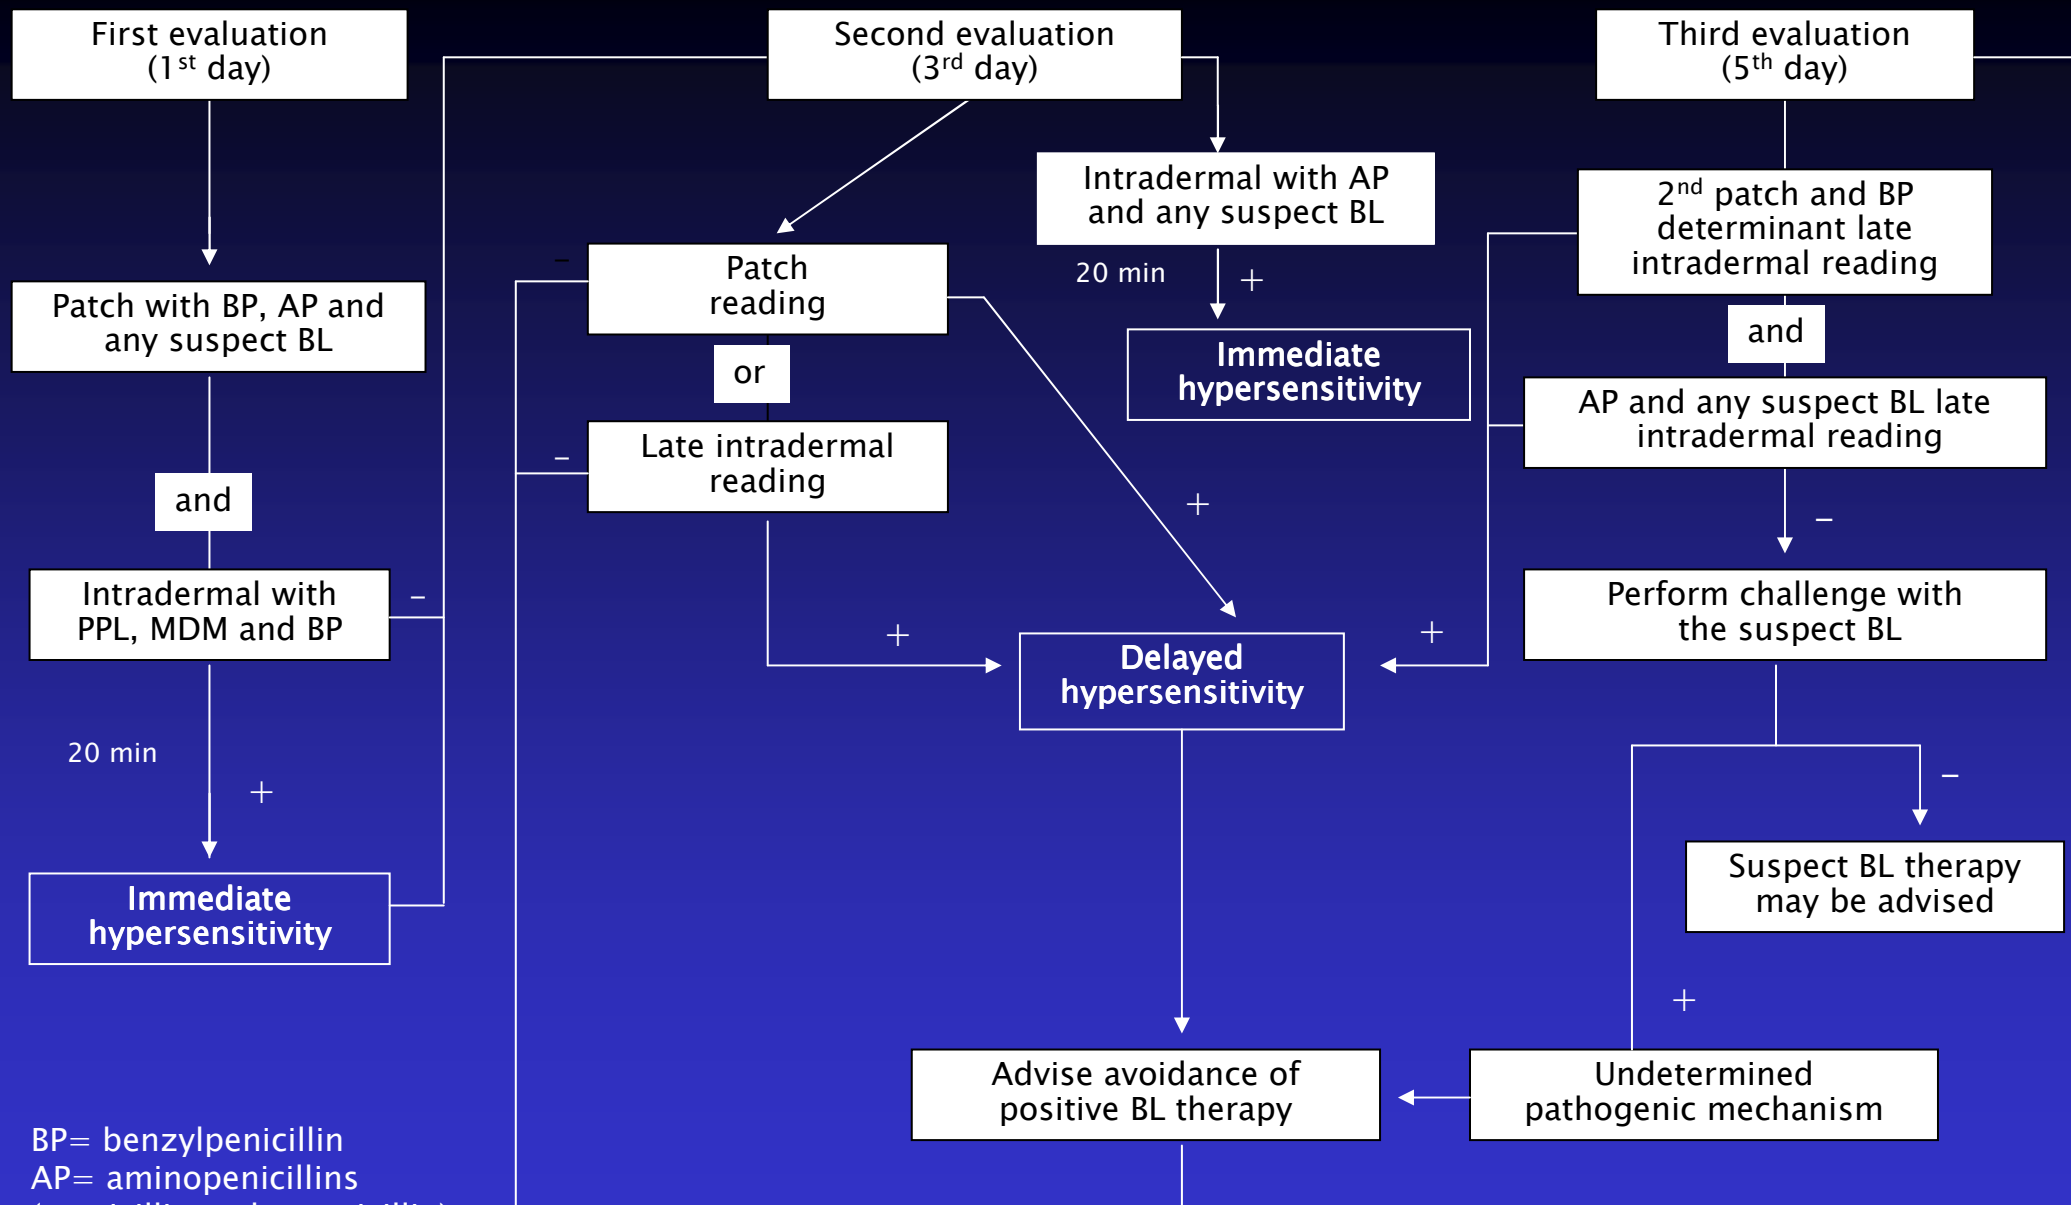 First evaluation
(1st day)
Second evaluation
(3rd day)
Third evaluation
(5th day)
Intradermal with AP
and any suspect BL
2nd patch and BP
determinant late
intradermal reading
–
Patch
reading
20 min
+
Patch with BP, AP and
any suspect BL
and
Immediate
hypersensitivity
or
AP and any suspect BL late
intradermal reading
–
Late intradermal
reading
and
+
–
Intradermal with
PPL, MDM and BP
–
Perform challenge with
the suspect BL
+
+
Delayed
hypersensitivity
20 min
+
–
Suspect BL therapy
may be advised
Immediate
hypersensitivity
+
Advise avoidance of
positive BL therapy
Undetermined
pathogenic mechanism
BP= benzylpenicillin
AP= aminopenicillins